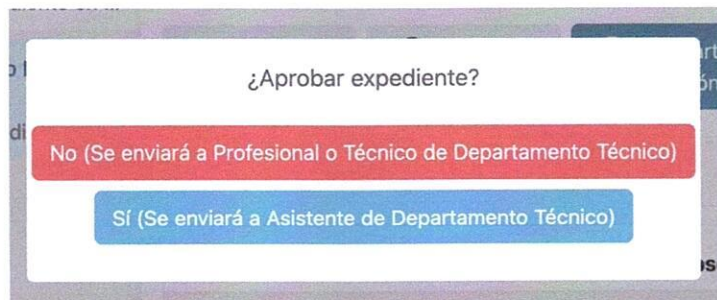 ¿Aprobar expediente?
No (Se enviará a Profesional o Técnico de Departamento Técnico)
Sí (Se enviará a Asistente de Departamento Técnico)